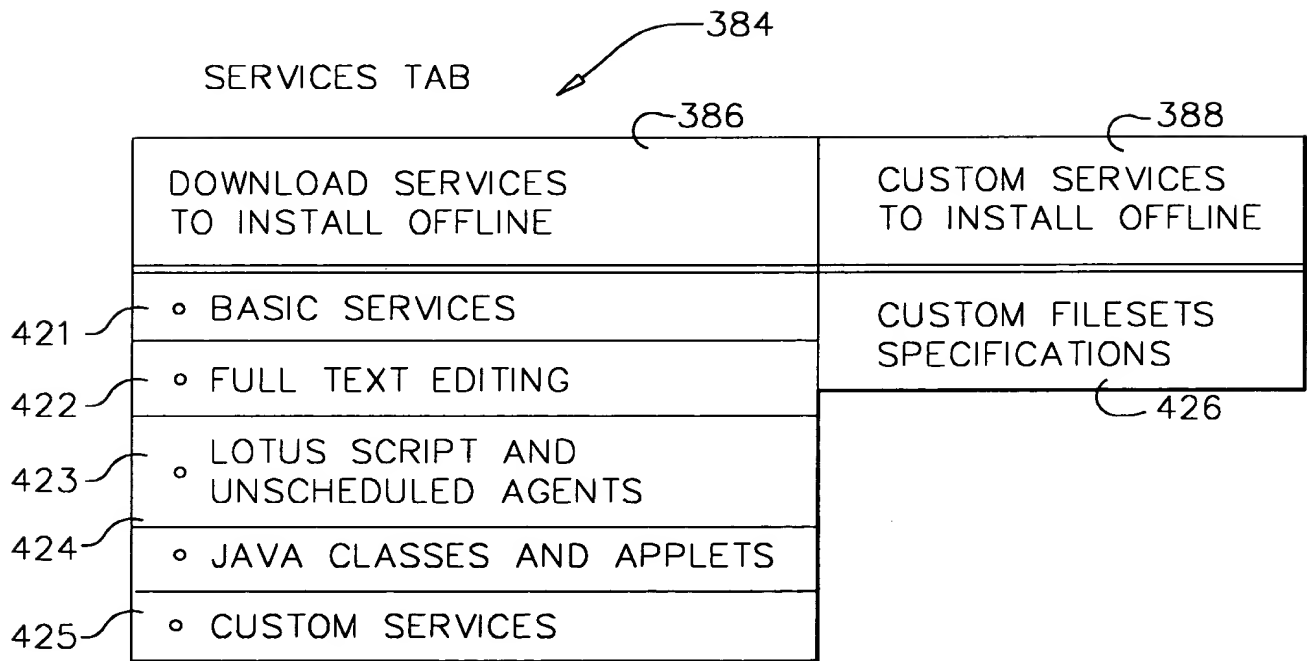 384
SERVICES TAB
386
388
DOWNLOAD SERVICES
TO INSTALL OFFLINE
CUSTOM SERVICES
TO INSTALL OFFLINE
421
BASIC SERVICES
CUSTOM FILESETS
SPECIFICATIONS
426
422
FULL TEXT EDITING
423
LOTUS SCRIPT AND
UNSCHEDULED AGENTS
424
JAVA CLASSES AND APPLETS
425
CUSTOM SERVICES